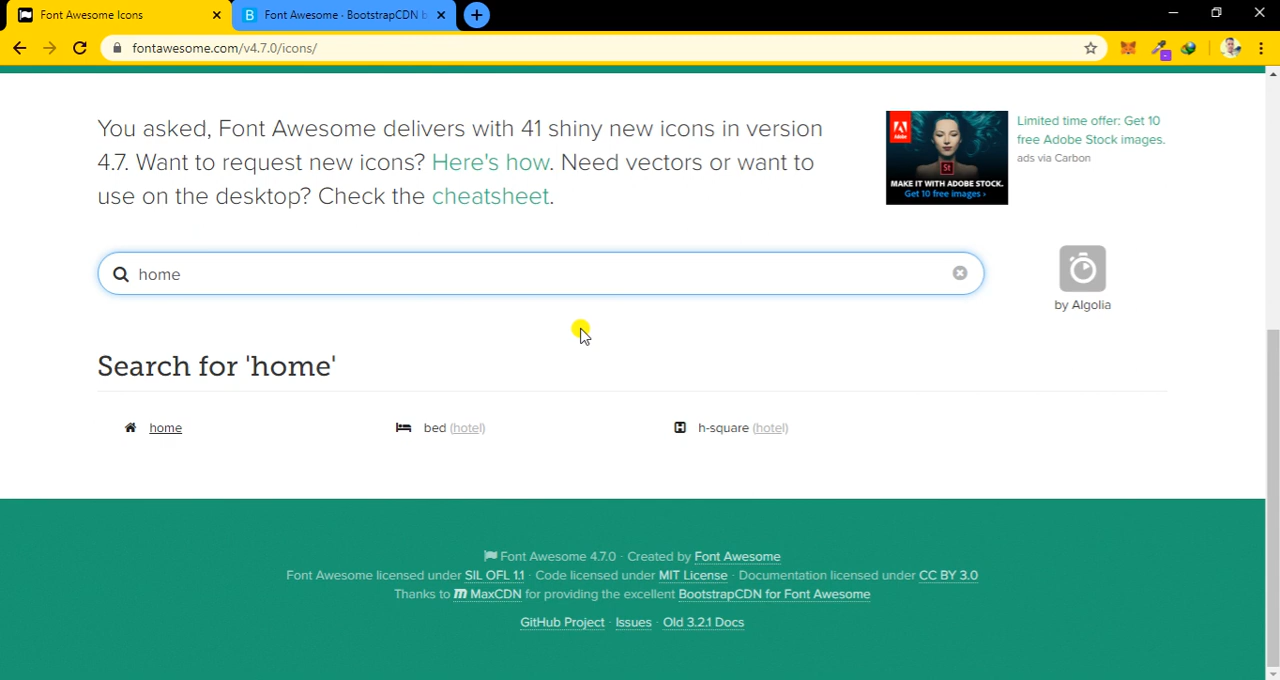 Font Awesome Icons
Font Awesome · BootstrapCDN b
fontawesome.com/v4.7.0/icons/
You asked, Font Awesome delivers with 41 shiny new icons in version
4.7. Want to request new icons? Here's how. Need vectors or want to
use on the desktop? Check the cheatsheet.
Limited time offer: Get 10
free Adobe Stock images.
ads via Carbon
Adobe
St
MAKE IT WITH ADOBE STOCK.
Get 10 free images ›
home
by Algolia
Search for 'home'
home
bed (hotel)
h-square (hotel)
Font Awesome 4.7.0 · Created by Font Awesome
Font Awesome licensed under SIL OFL 1.1 · Code licensed under MIT License · Documentation licensed under CC BY 3.0
Thanks to MaxCDN for providing the excellent BootstrapCDN for Font Awesome
GitHub Project · Issues · Old 3.2.1 Docs